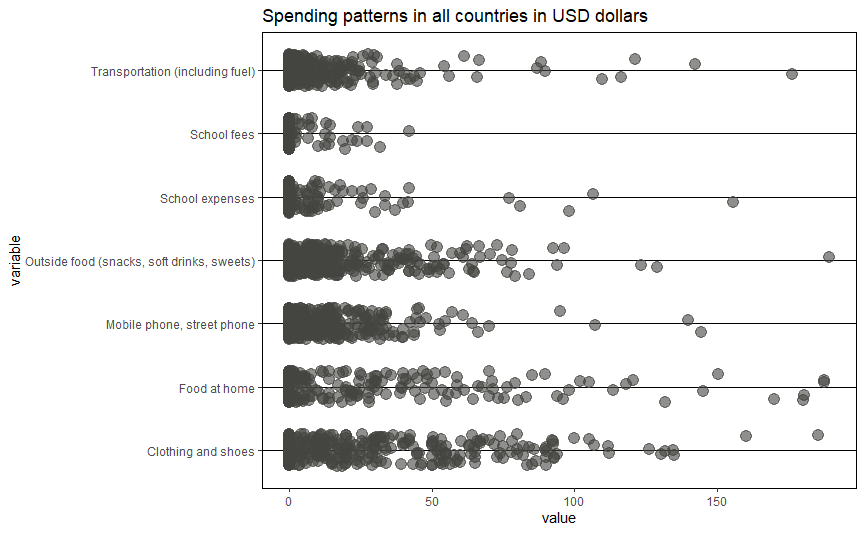 Spending patterns in all countries in USD dollars
Transportation (including fuel)
School fees
School expenses
Outside food (snacks, soft drinks, sweets)
Mobile phone, street phone
Food at home
Clothing and shoes
variable
0 50 100 150
value